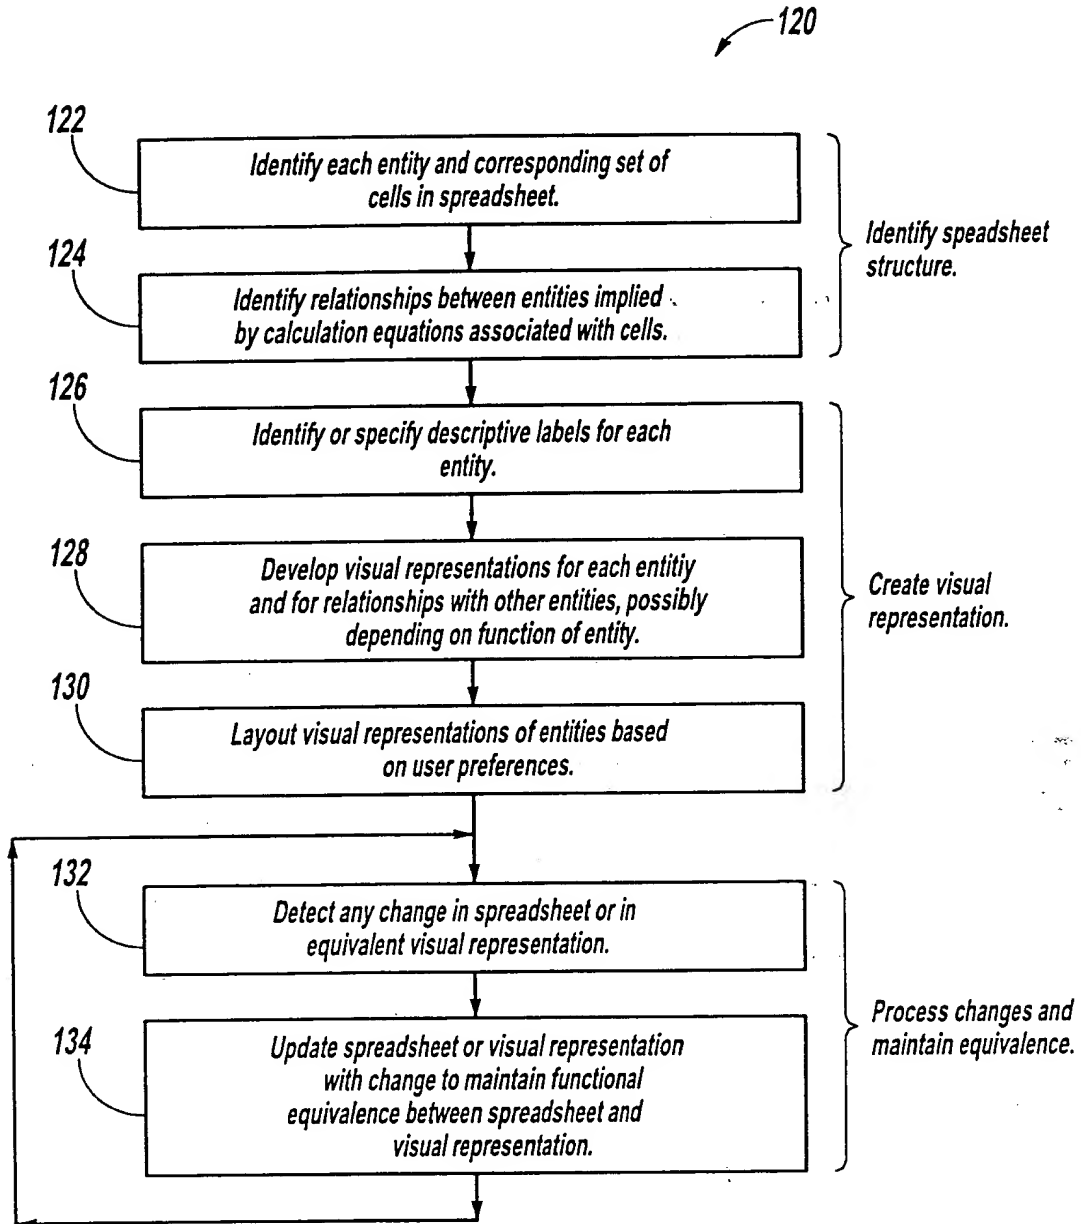 120
122
Identify each entity and corresponding set of
cells in spreadsheet.
Identify speadsheet
structure.
124
Identify relationships between entities implied
by calculation equations associated with cells.
126
Identify or specify descriptive labels for each
entity.
128
Develop visual representations for each entitiy
and for relationships with other entities, possibly
depending on function of entity.
Create visual
representation.
130
Layout visual representations of entities based
on user preferences.
132
Detect any change in spreadsheet or in
equivalent visual representation.
Process changes and
maintain equivalence.
134
Update spreadsheet or visual representation
with change to maintain functional
equivalence between spreadsheet and
visual representation.